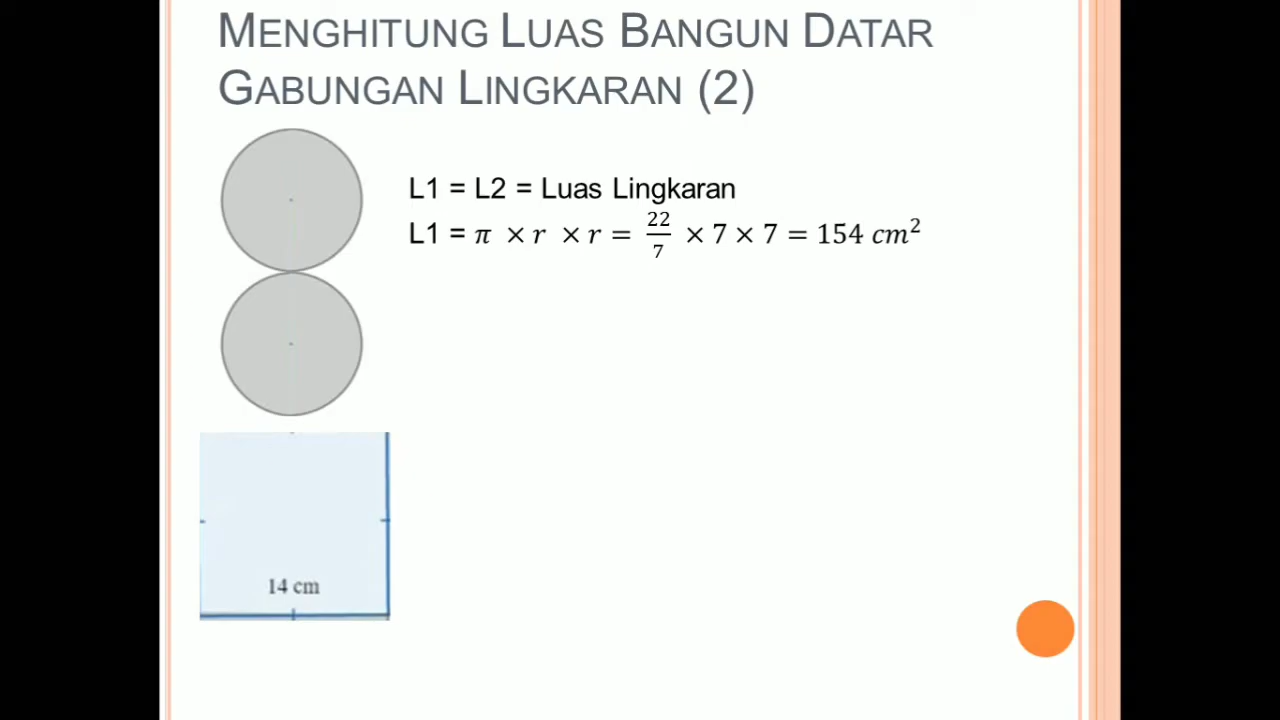 MENGHITUNG LUAS BANGUN DATAR
GABUNGAN LINGKARAN (2)
L1 = L2 = Luas Lingkaran
L1 = π × r × r = 22/7 × 7 × 7 = 154 cm²
14 cm